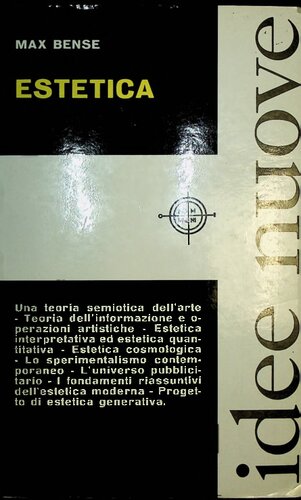 MAX BENSE
ESTETICA
idee nuove
Una teoria semiotica dell'arte
- Teoria dell'informazione e o-
perazioni artistiche - Estetica
interpretativa ed estetica quan-
titativa - Estetica cosmologica
- Lo sperimentalismo contem-
poraneo - L'universo pubblici-
tario - I fondamenti riassuntivi
dell'estetica moderna - Proget-
to di estetica generativa.